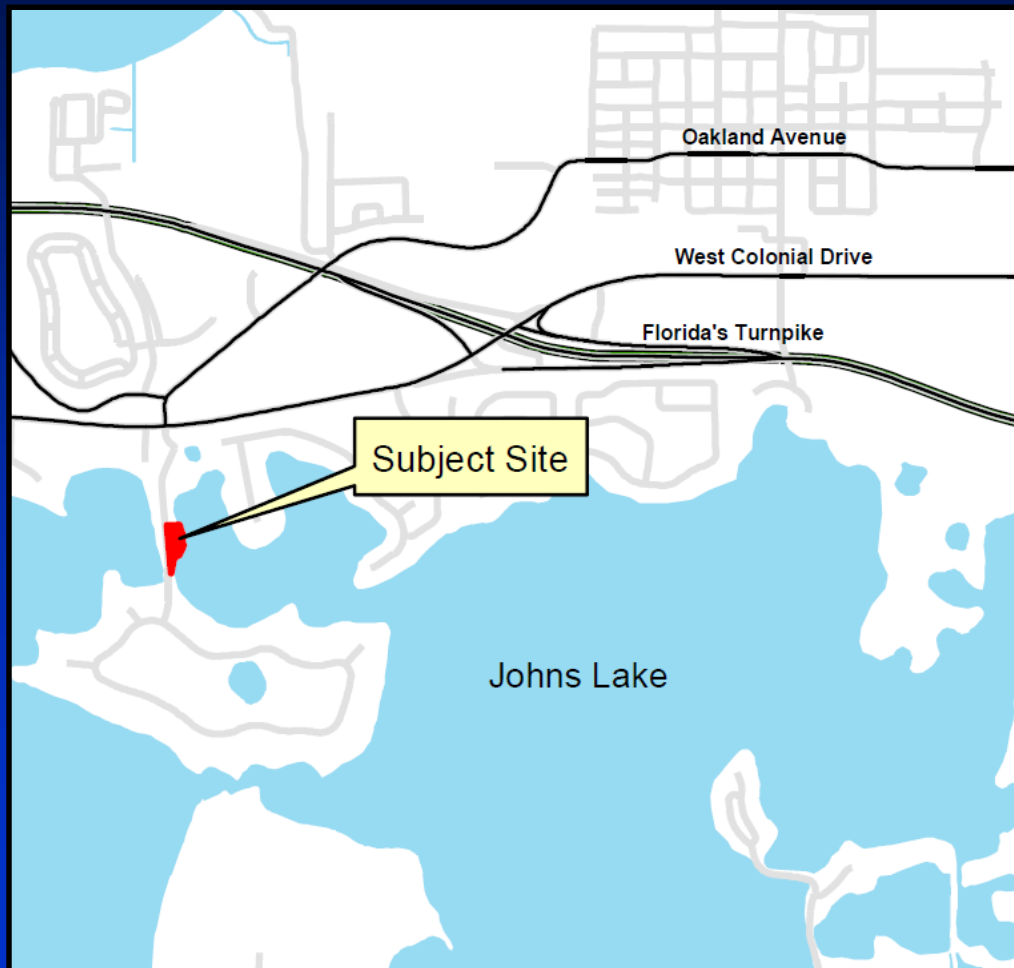 Oakland Avenue
West Colonial Drive
Florida's Turnpike
Subject Site
Johns Lake